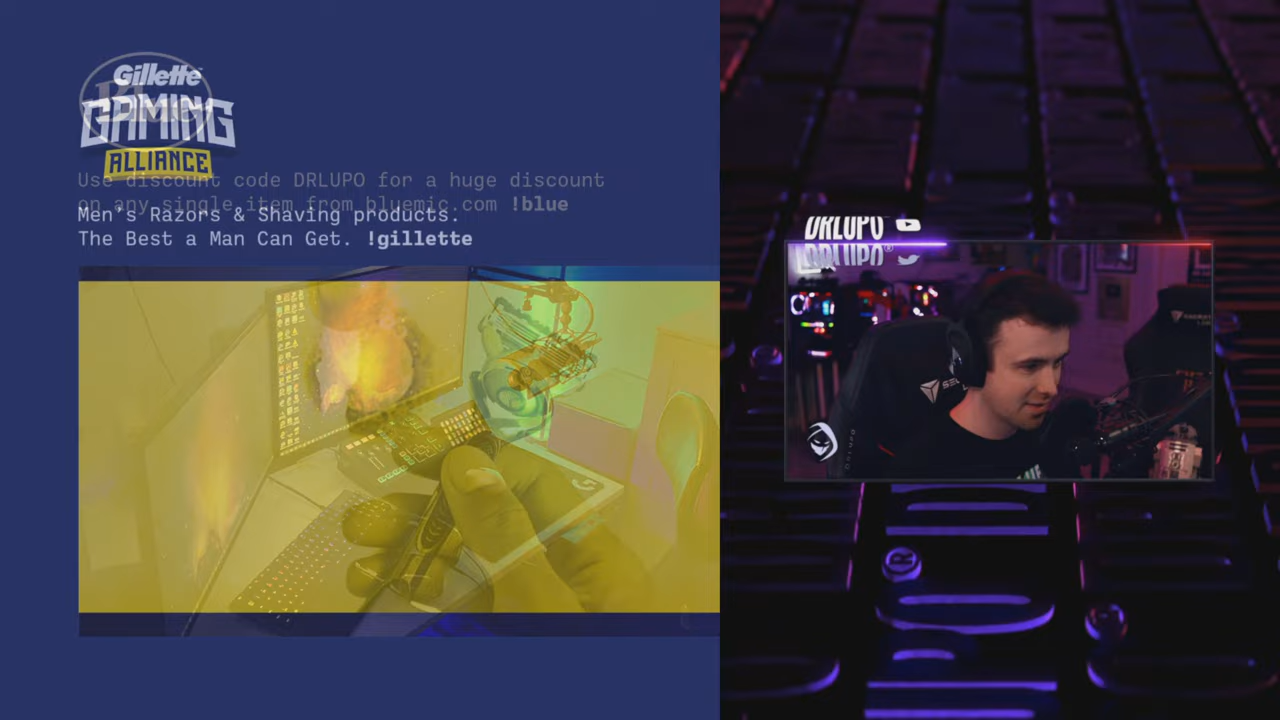 Gillette
Blue
GAMING
ALLIANCE
Use discount code DRLUPO for a huge discount
on any single item from bluemic.com !blue
Men's Razors & Shaving products.
The Best a Man Can Get. !gillette
DRLUPO
DRLUPO